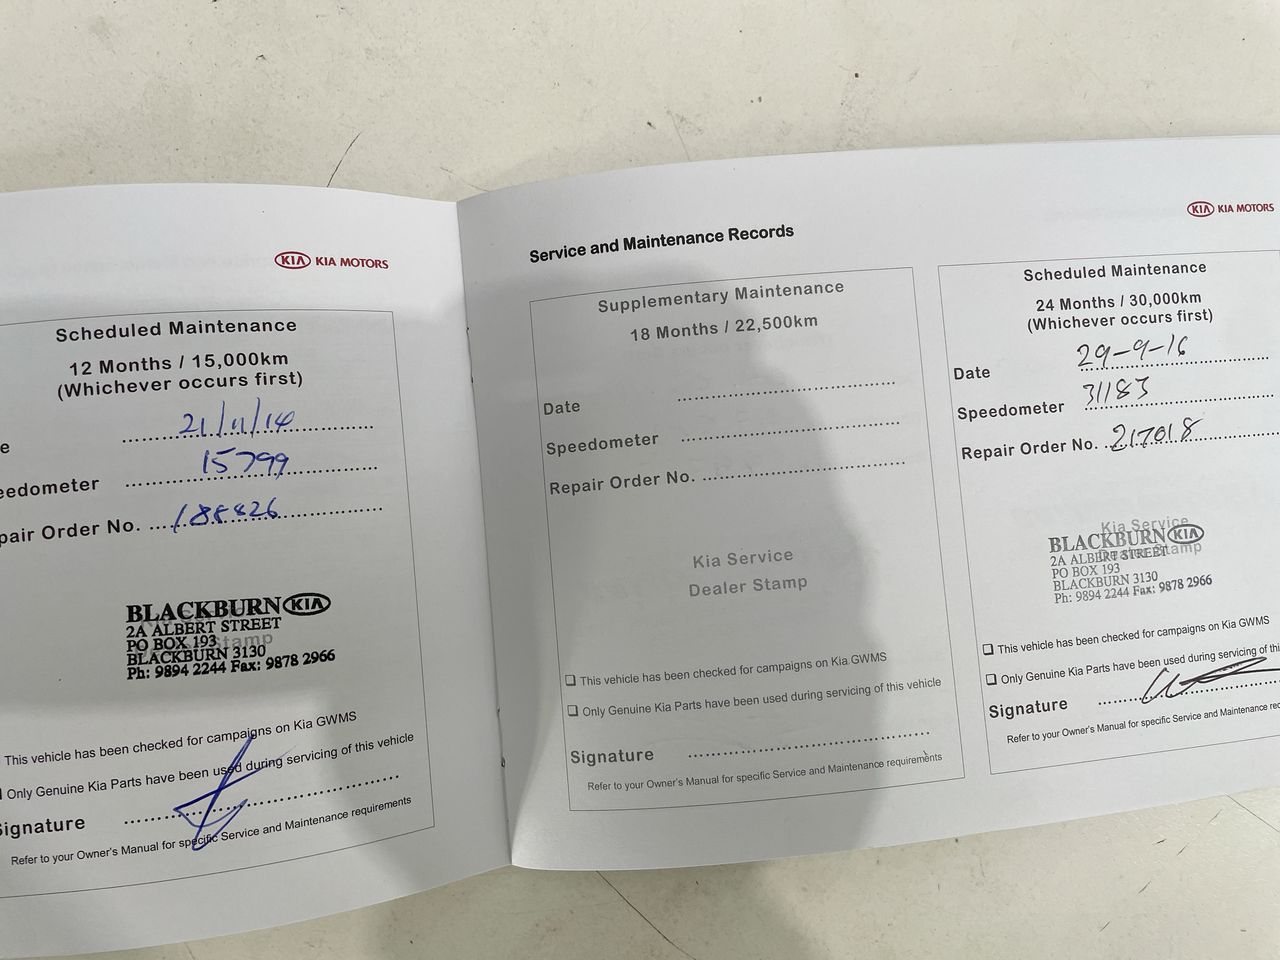 KIA KIA MOTORS
Scheduled Maintenance
12 Months / 15,000km
(Whichever occurs first)
e 21/11/14
eedometer 15799
pair Order No. 188826
BLACKBURN KIA
2A ALBERT STREET
PO BOX 193 Stamp
BLACKBURN 3130
Ph: 9894 2244 Fax: 9878 2966
This vehicle has been checked for campaigns on Kia GWMS
Only Genuine Kia Parts have been used during servicing of this vehicle
Signature
Refer to your Owner's Manual for specific Service and Maintenance requirements
Service and Maintenance Records
Supplementary Maintenance
18 Months / 22,500km
Date
Speedometer
Repair Order No.
Kia Service
Dealer Stamp
❏ This vehicle has been checked for campaigns on Kia GWMS
❏ Only Genuine Kia Parts have been used during servicing of this vehicle
Signature
Refer to your Owner's Manual for specific Service and Maintenance requirements
KIA KIA MOTORS
Scheduled Maintenance
24 Months / 30,000km
(Whichever occurs first)
Date 29-9-16
Speedometer 31183
Repair Order No. 217018
Kia Service
BLACKBURN KIA
2A ALBERT STREET Stamp
PO BOX 193
BLACKBURN 3130
Ph: 9894 2244 Fax: 9878 2966
❏ This vehicle has been checked for campaigns on Kia GWMS
❏ Only Genuine Kia Parts have been used during servicing of thi
Signature
Refer to your Owner's Manual for specific Service and Maintenance rec